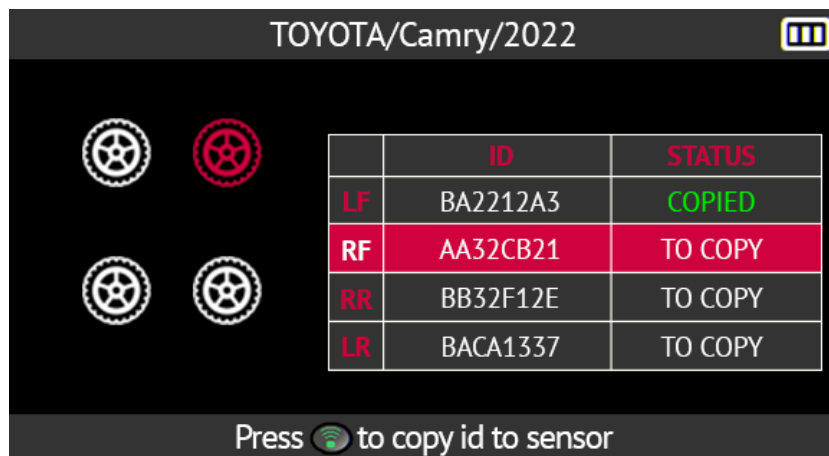 TOYOTA/Camry/2022
ID STATUS
LF BA2212A3 COPIED
RF AA32CB21 TO COPY
RR BB32F12E TO COPY
LR BACA1337 TO COPY
Press to copy id to sensor